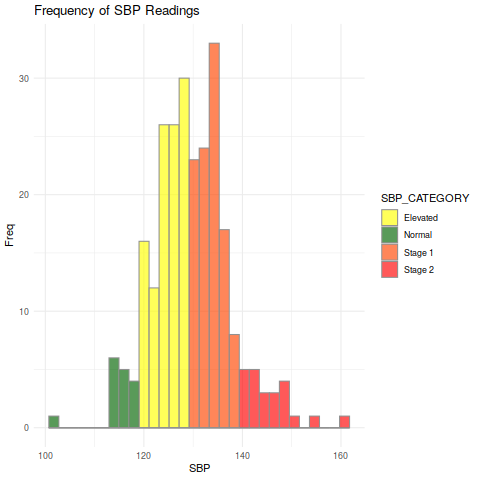 Frequency of SBP Readings
30
20
10
0
Freq
100 120 140 160
SBP
SBP_CATEGORY
Elevated
Normal
Stage 1
Stage 2